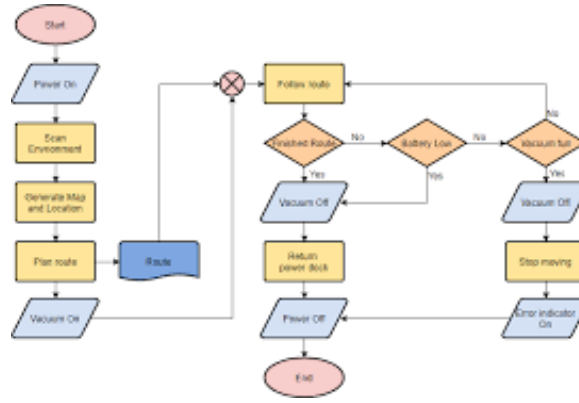 Start
Power On
Scan
Environment
Generate Map
and Location
Plan route
Route
Vacuum On
Follow route
Finished Route
No
Battery Low
No
Vacuum full
No
Yes
Yes
Yes
Vacuum Off
Vacuum Off
Return
power dock
Stop moving
Power Off
Error indicator
On
End